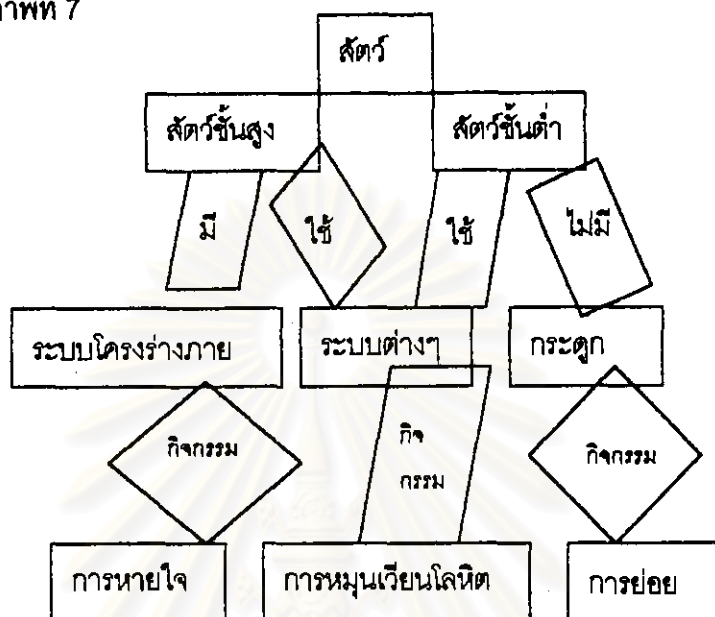 ภาพที่ 7
สัตว์
สัตว์ชั้นสูง สัตว์ชั้นต่ำ
มี ใช้ ใช้ ไม่มี
ระบบโครงร่างภาย ระบบต่างๆ กระดูก
กิจกรรม กิจ กิจกรรม
กรรม
การหายใจ การหมุนเวียนโลหิต การย่อย